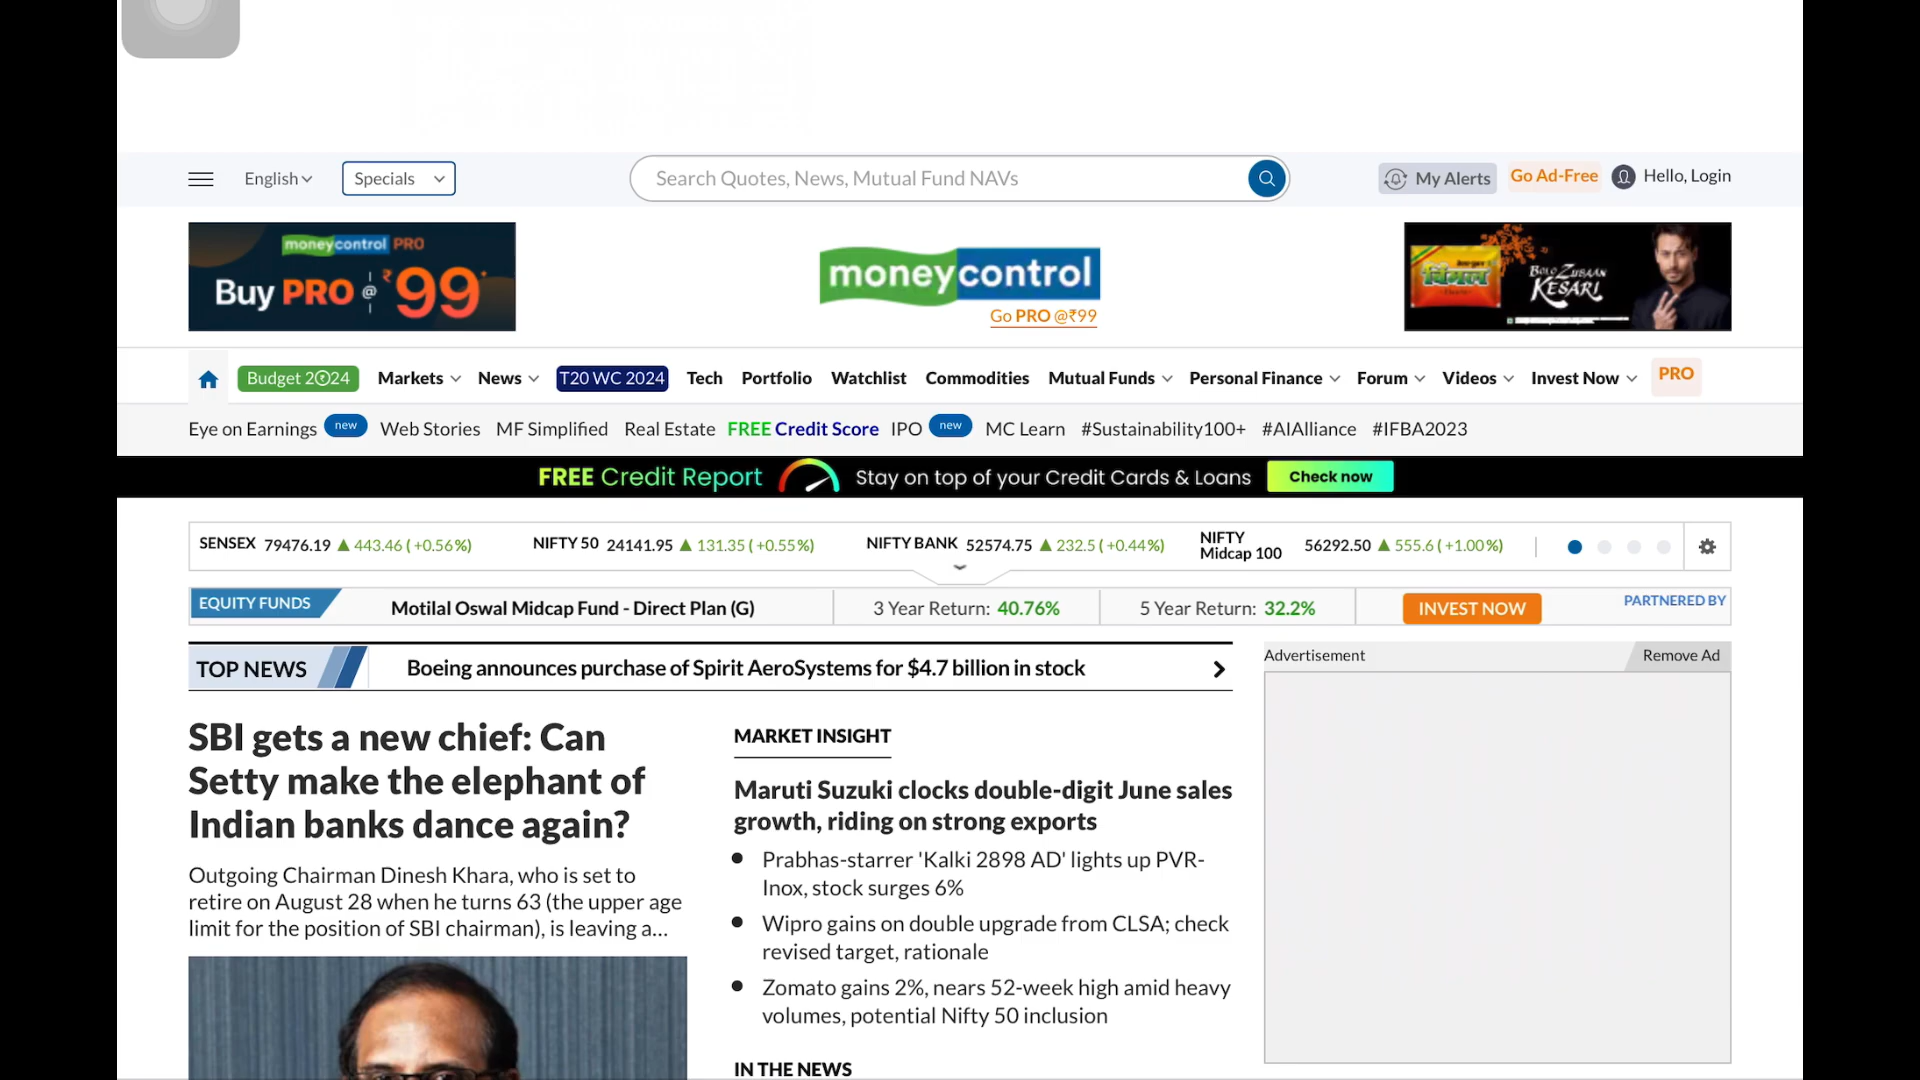 English
Specials
Search Quotes, News, Mutual Fund NAVs
My Alerts
Go Ad-Free
Hello, Login
moneycontrol PRO
Buy PRO @ ₹99*
moneycontrol
Go PRO @₹99
विमल
BOLO ZUBAAN
KESARI
Budget 2024
Markets
News
T20 WC 2024
Tech
Portfolio
Watchlist
Commodities
Mutual Funds
Personal Finance
Forum
Videos
Invest Now
PRO
Eye on Earnings new
Web Stories
MF Simplified
Real Estate
FREE Credit Score
IPO new
MC Learn
#Sustainability100+
#AIAlliance
#IFBA2023
FREE Credit Report
Stay on top of your Credit Cards & Loans
Check now
SENSEX 79476.19 ▲ 443.46 ( +0.56%)
NIFTY 50 24141.95 ▲ 131.35 ( +0.55%)
NIFTY BANK 52574.75 ▲ 232.5 ( +0.44%)
NIFTY
Midcap 100 56292.50 ▲ 555.6 ( +1.00%)
EQUITY FUNDS
Motilal Oswal Midcap Fund - Direct Plan (G)
3 Year Return: 40.76%
5 Year Return: 32.2%
INVEST NOW
PARTNERED BY
TOP NEWS
Boeing announces purchase of Spirit AeroSystems for $4.7 billion in stock
Advertisement
Remove Ad
SBI gets a new chief: Can
Setty make the elephant of
Indian banks dance again?
Outgoing Chairman Dinesh Khara, who is set to
retire on August 28 when he turns 63 (the upper age
limit for the position of SBI chairman), is leaving a...
MARKET INSIGHT
Maruti Suzuki clocks double-digit June sales
growth, riding on strong exports
Prabhas-starrer 'Kalki 2898 AD' lights up PVR-
Inox, stock surges 6%
Wipro gains on double upgrade from CLSA; check
revised target, rationale
Zomato gains 2%, nears 52-week high amid heavy
volumes, potential Nifty 50 inclusion
IN THE NEWS